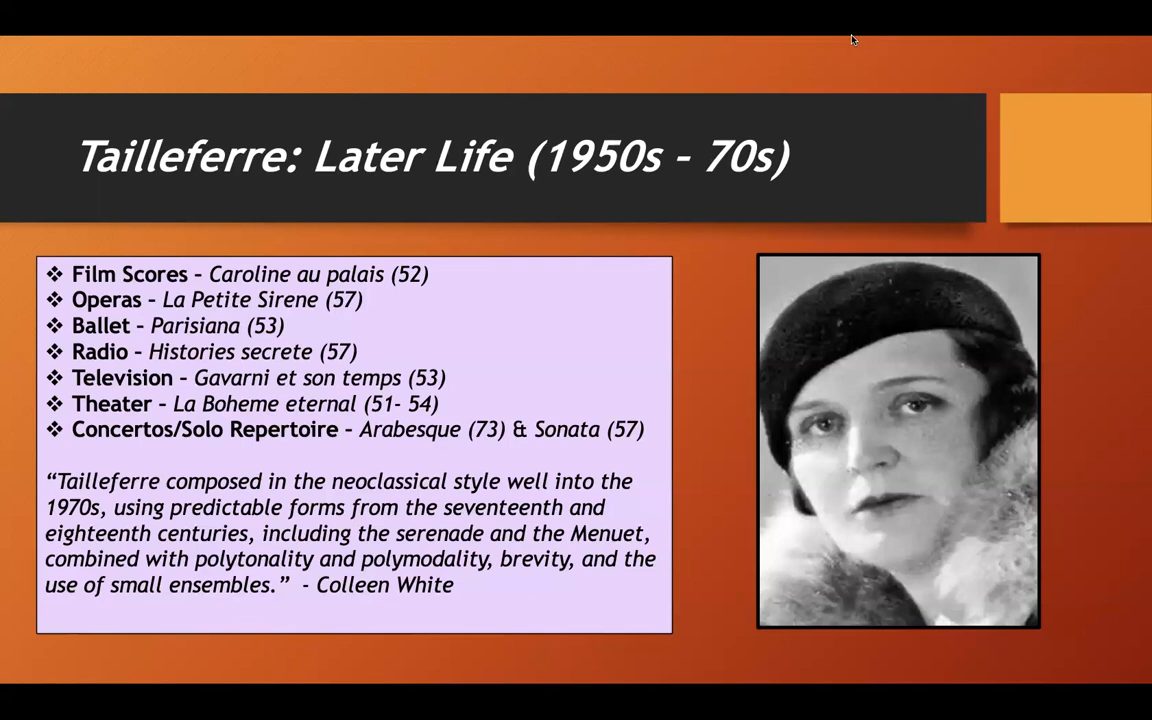 Tailleferre: Later Life (1950s - 70s)
❖ Film Scores – Caroline au palais (52)
❖ Operas – La Petite Sirene (57)
❖ Ballet – Parisiana (53)
❖ Radio – Histories secrete (57)
❖ Television – Gavarni et son temps (53)
❖ Theater – La Boheme eternal (51- 54)
❖ Concertos/Solo Repertoire – Arabesque (73) & Sonata (57)
“Tailleferre composed in the neoclassical style well into the
1970s, using predictable forms from the seventeenth and
eighteenth centuries, including the serenade and the Menuet,
combined with polytonality and polymodality, brevity, and the
use of small ensembles.” - Colleen White